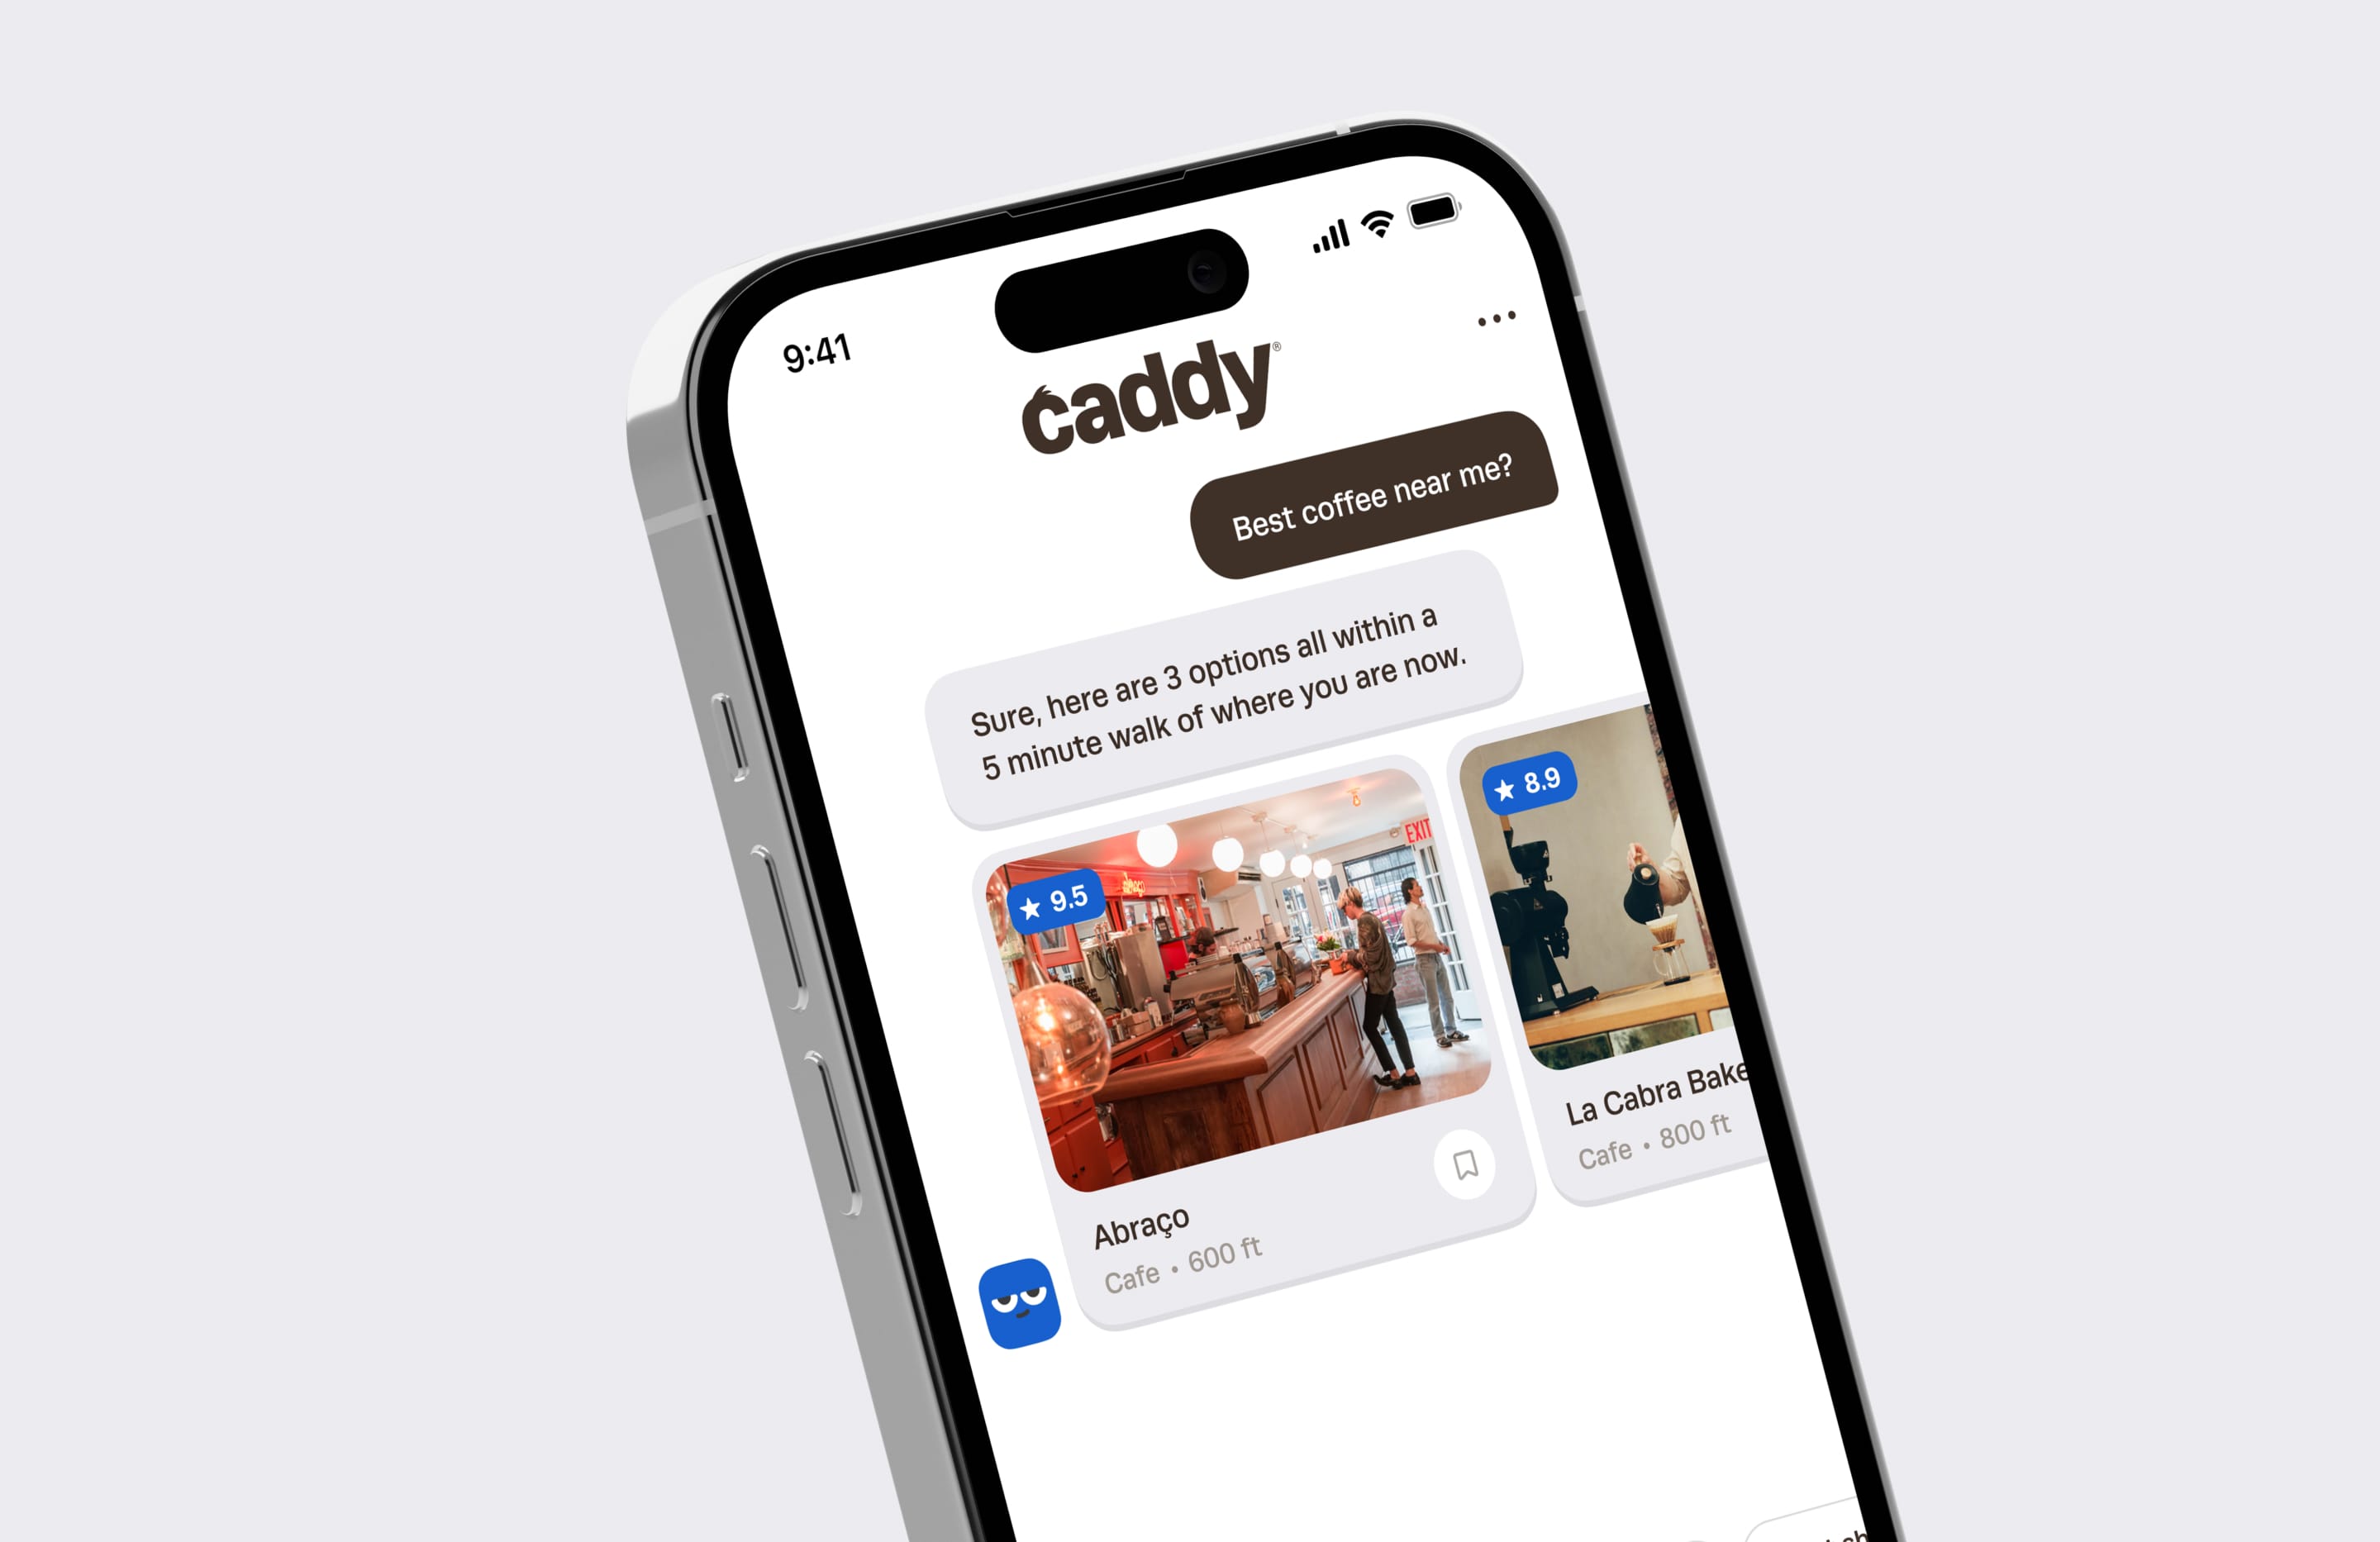 9:41
caddy®
Best coffee near me?
Sure, here are 3 options all within a
5 minute walk of where you are now.
EXIT
★ 9.5
★ 8.9
Abraço
Cafe • 600 ft
La Cabra Bake
Cafe • 800 ft